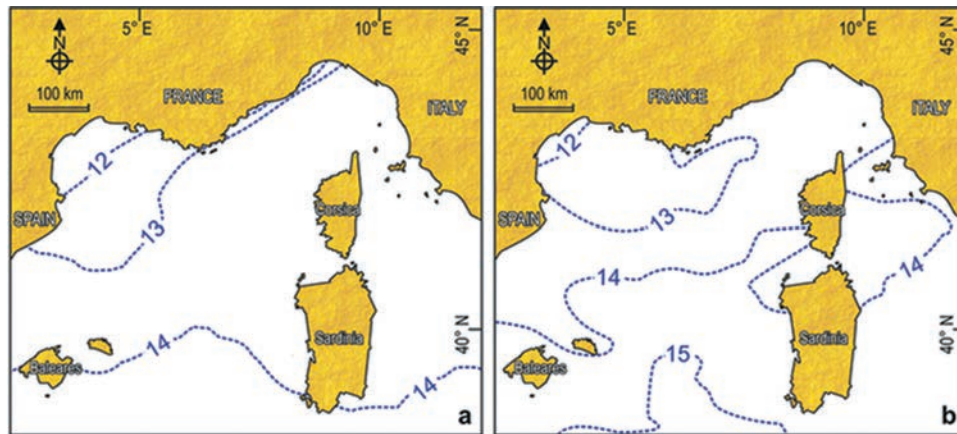 5° E
10° E
45° N
N
100 km
FRANCE
ITALY
12
SPAIN
13
Corsica
14
40° N
Sardinia
Baleares
14
a
5° E
10° E
45° N
N
100 km
FRANCE
ITALY
12
SPAIN
13
Corsica
14
14
40° N
Sardinia
15
Baleares
b